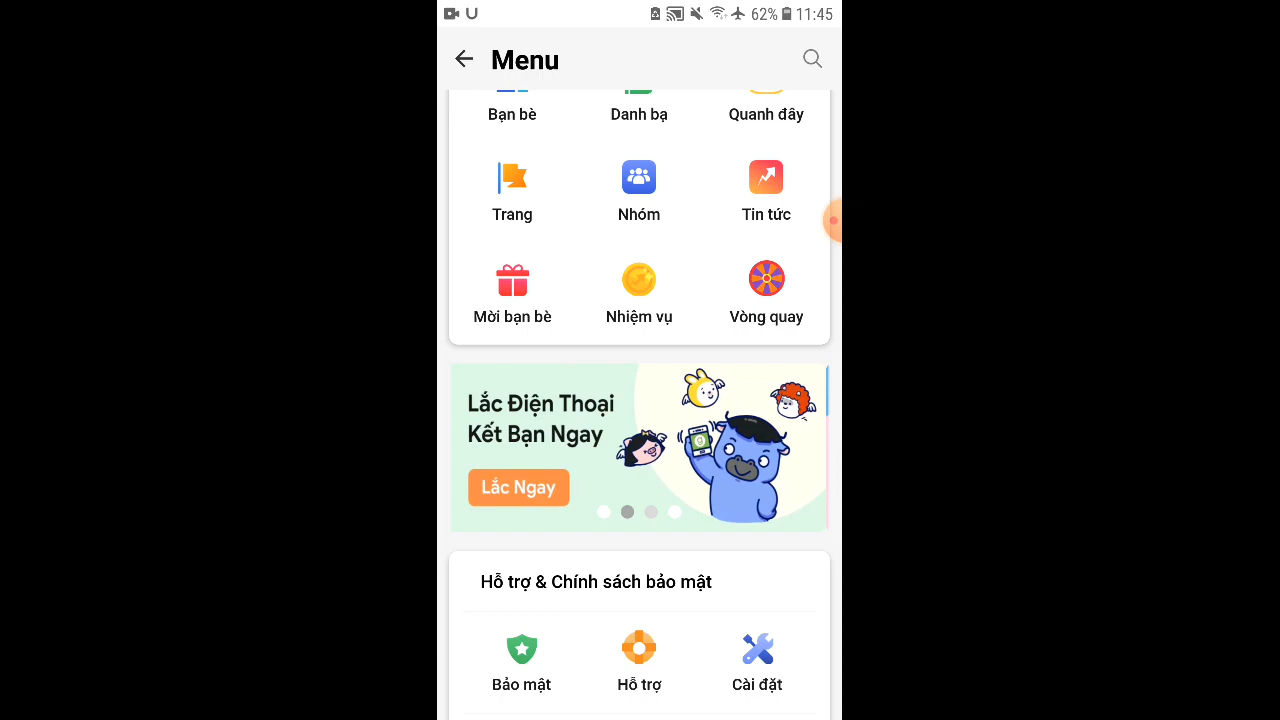 62% 11:45
Menu
Bạn bè Danh bạ Quanh đây
Trang Nhóm Tin tức
Mời bạn bè Nhiệm vụ Vòng quay
Lắc Điện Thoại
Kết Bạn Ngay
Lắc Ngay
Hỗ trợ & Chính sách bảo mật
Bảo mật Hỗ trợ Cài đặt